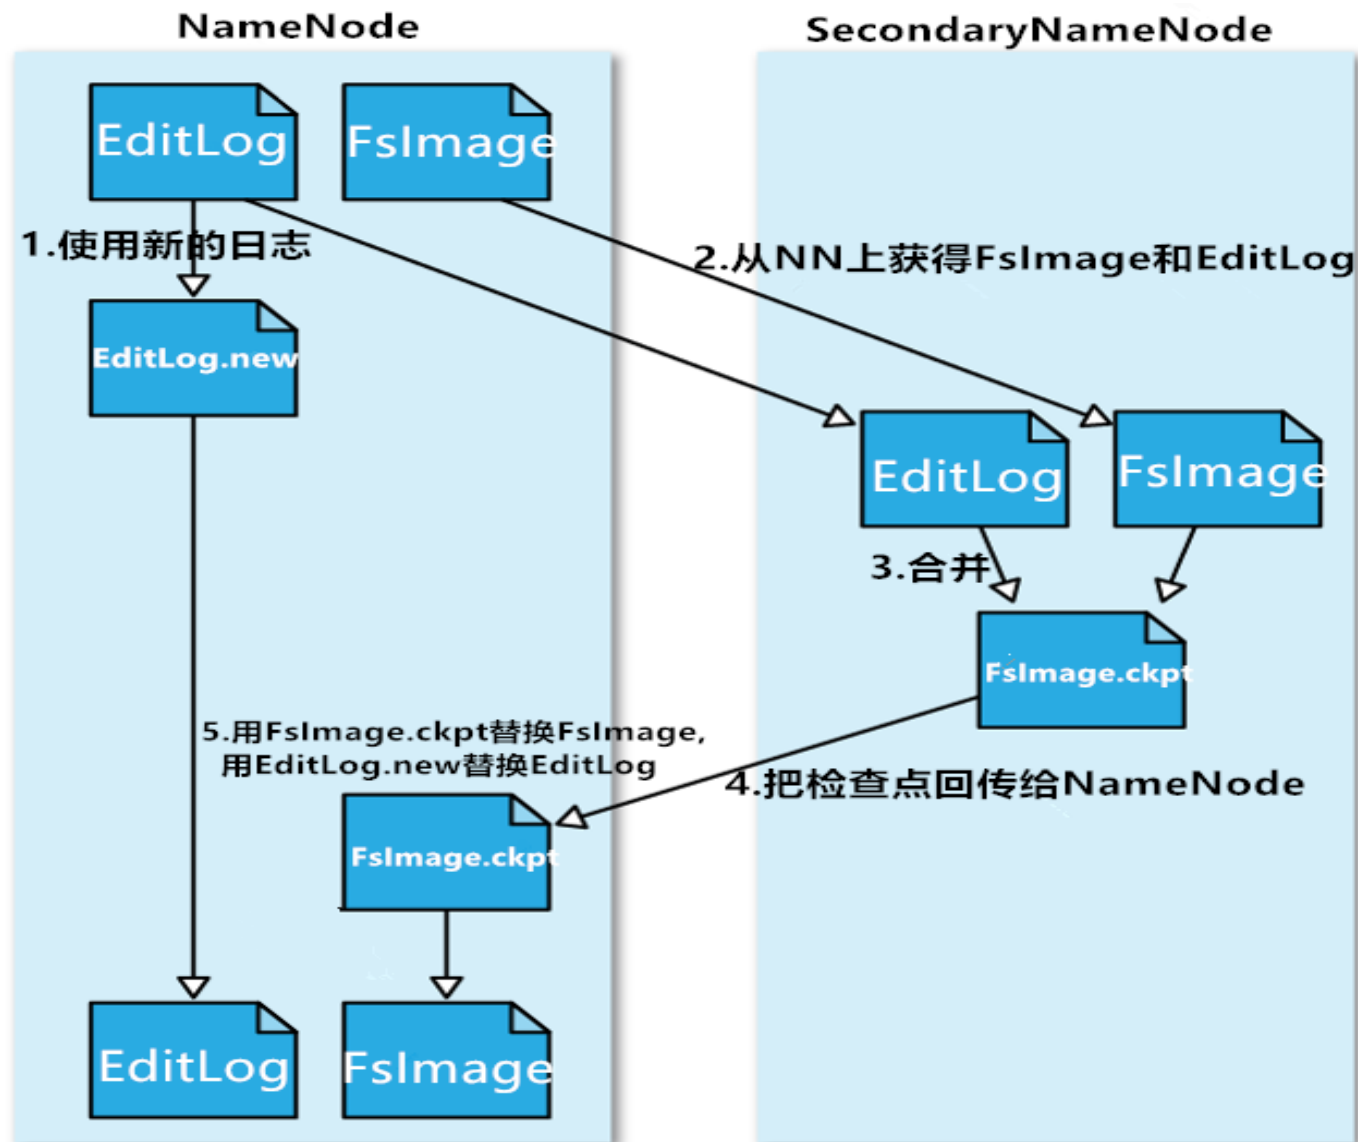 NameNode
SecondaryNameNode
EditLog
FsImage
1.使用新的日志
2.从NN上获得FsImage和EditLog
EditLog.new
EditLog
FsImage
3.合并
FsImage.ckpt
5.用FsImage.ckpt替换FsImage,
用EditLog.new替换EditLog
4.把检查点回传给NameNode
FsImage.ckpt
EditLog
FsImage